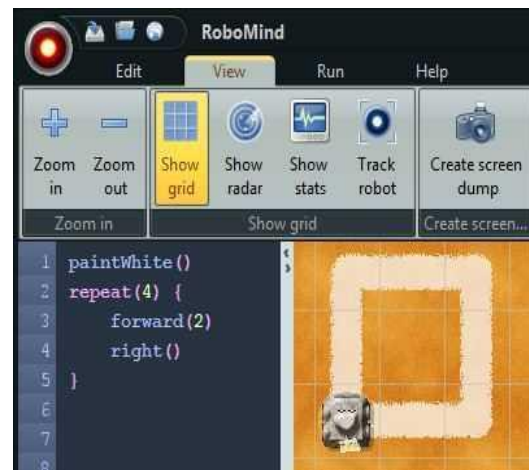 RoboMind
Edit View Run Help
Zoom in Zoom out Show grid Show radar Show stats Track robot Create screen dump
Zoom in Show grid Create screen...
1 paintWhite()
2 repeat(4) {
3 forward(2)
4 right()
5 }
6
7
8